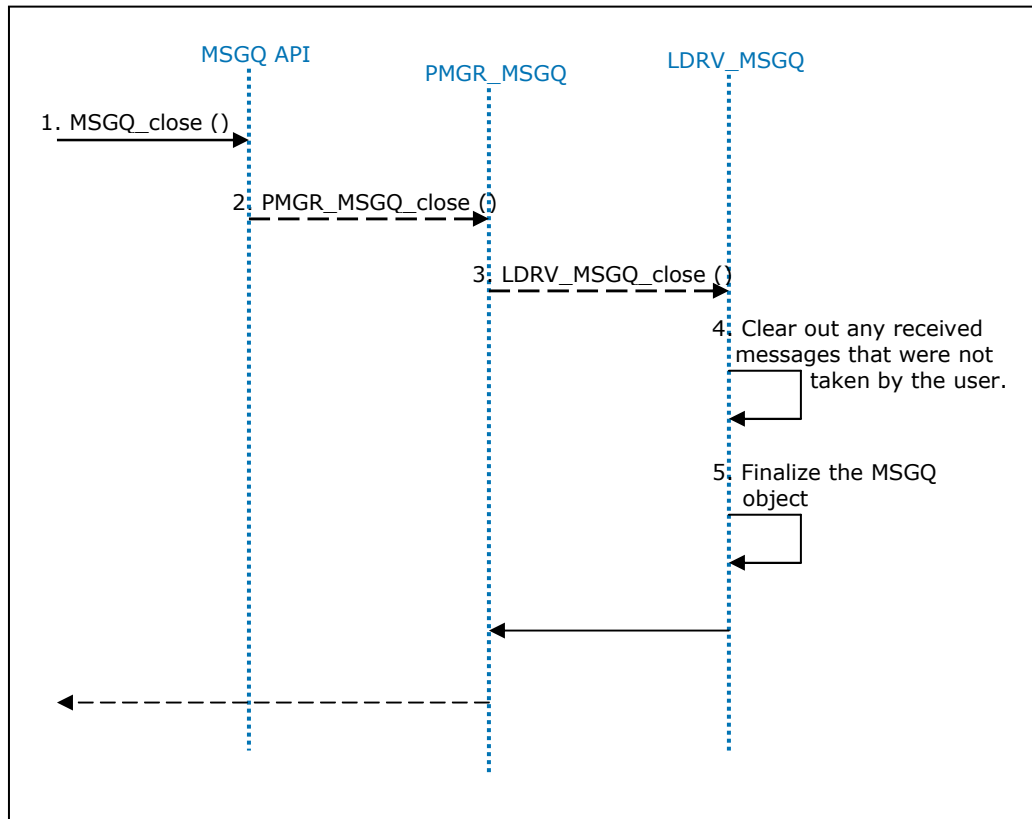 MSGQ API
PMGR_MSGQ
LDRV_MSGQ
1. MSGQ_close ()
2. PMGR_MSGQ_close ()
3. LDRV_MSGQ_close ()
4. Clear out any received
messages that were not
taken by the user.
5. Finalize the MSGQ
object